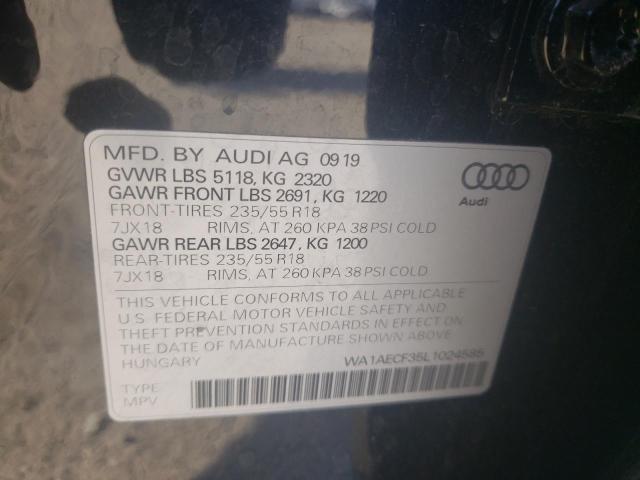 MFD. BY AUDI AG 09 19
GVWR LBS 5118, KG 2320
GAWR FRONT LBS 2691, KG 1220
FRONT-TIRES 235/55 R18
7JX18 RIMS, AT 260 KPA 38 PSI COLD
GAWR REAR LBS 2647, KG 1200
REAR-TIRES 235/55 R18
7JX18 RIMS, AT 260 KPA 38 PSI COLD
Audi
THIS VEHICLE CONFORMS TO ALL APPLICABLE
U.S. FEDERAL MOTOR VEHICLE SAFETY AND
THEFT PREVENTION STANDARDS IN EFFECT ON
THE DATE OF MANUFACTURE SHOWN ABOVE
HUNGARY
WA1AECF35L1024585
TYPE
MPV